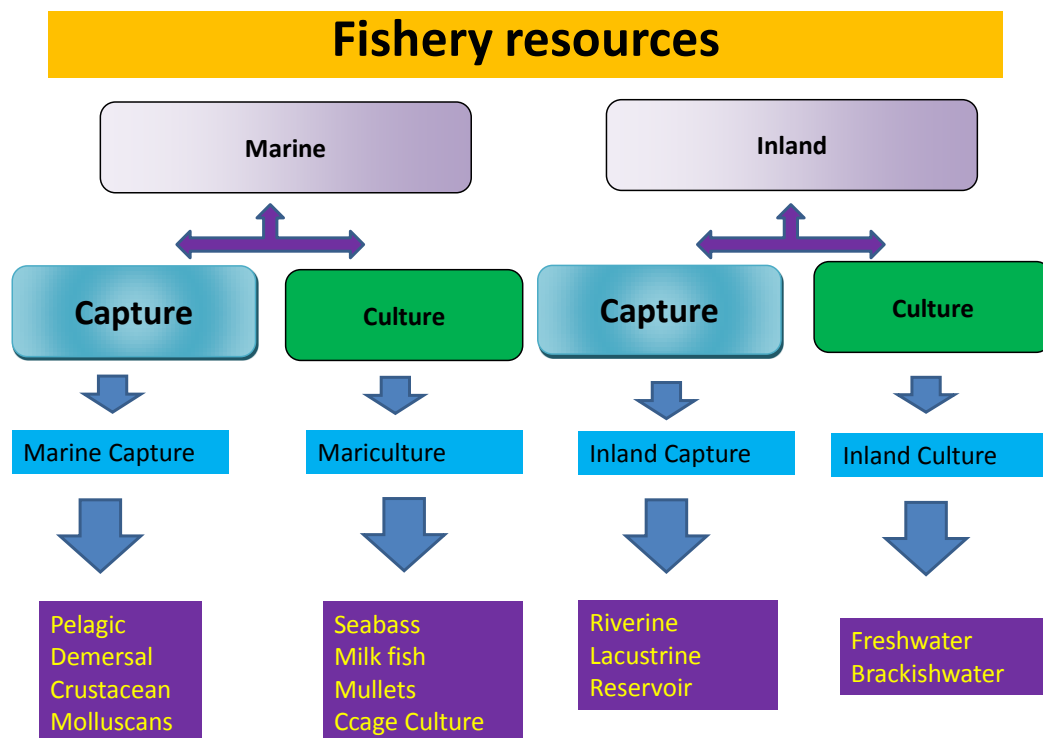 Fishery resources
Marine
Inland
Capture
Culture
Capture
Culture
Marine Capture
Mariculture
Inland Capture
Inland Culture
Pelagic
Demersal
Crustacean
Molluscans
Seabass
Milk fish
Mullets
Ccage Culture
Riverine
Lacustrine
Reservoir
Freshwater
Brackishwater